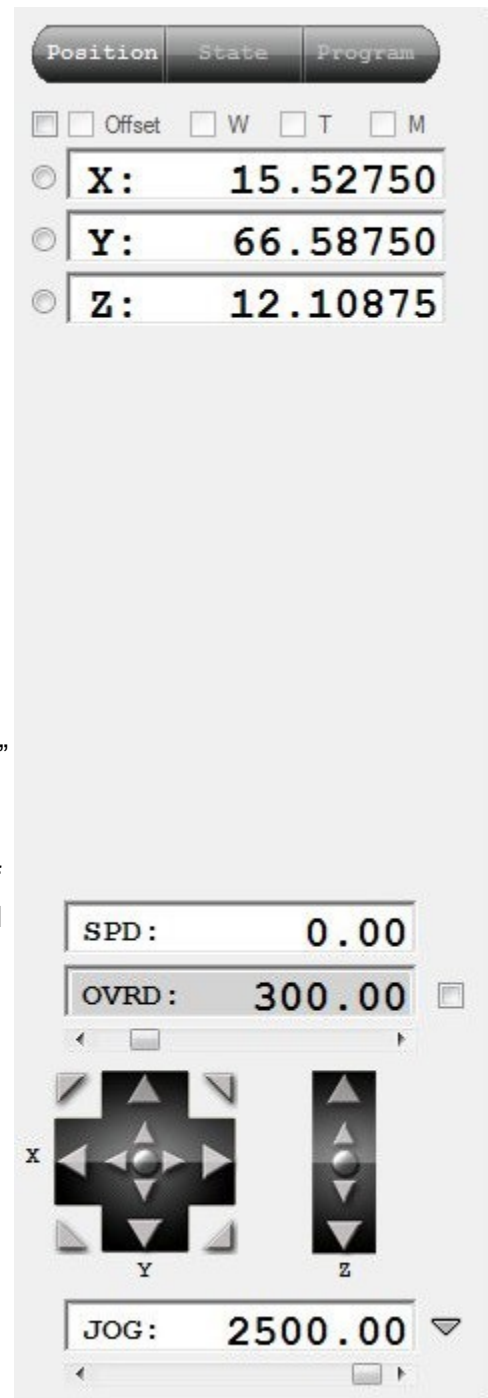 Position State Program
Offset W T M
X: 15.52750
Y: 66.58750
Z: 12.10875
”
SPD: 0.00
OVRD: 300.00
X
Y Z
JOG: 2500.00